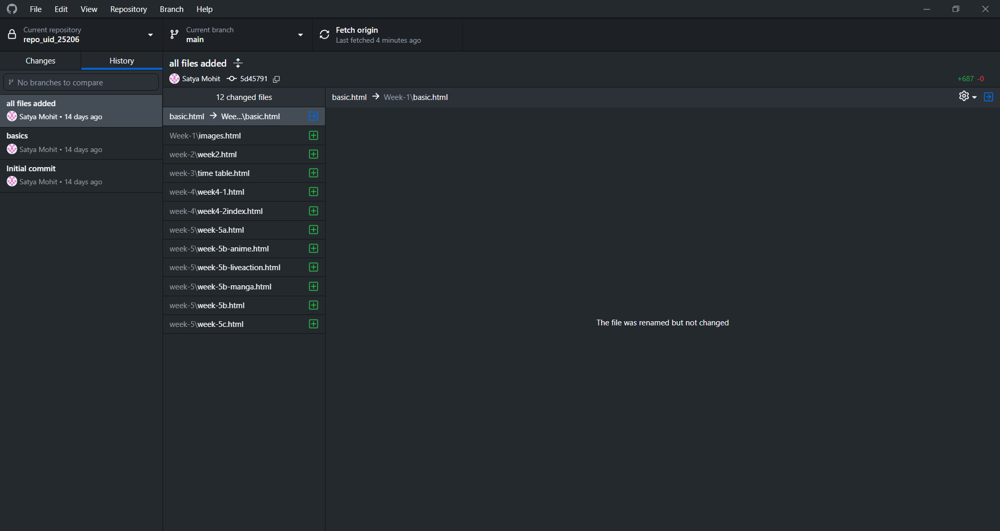 File Edit View Repository Branch Help
Current repository
repo_uid_25206
Current branch
main
Fetch origin
Last fetched 4 minutes ago
Changes
History
No branches to compare
all files added
Satya Mohit • 14 days ago
basics
Satya Mohit • 14 days ago
Initial commit
Satya Mohit • 14 days ago
all files added
Satya Mohit 5d45791
+687 -0
12 changed files
basic.html → Wee...\basic.html
Week-1\images.html
week-2\week2.html
week-3\time table.html
week-4\week4-1.html
week-4\week4-2index.html
week-5\week-5a.html
week-5\week-5b-anime.html
week-5\week-5b-liveaction.html
week-5\week-5b-manga.html
week-5\week-5b.html
week-5\week-5c.html
basic.html → Week-1\basic.html
The file was renamed but not changed